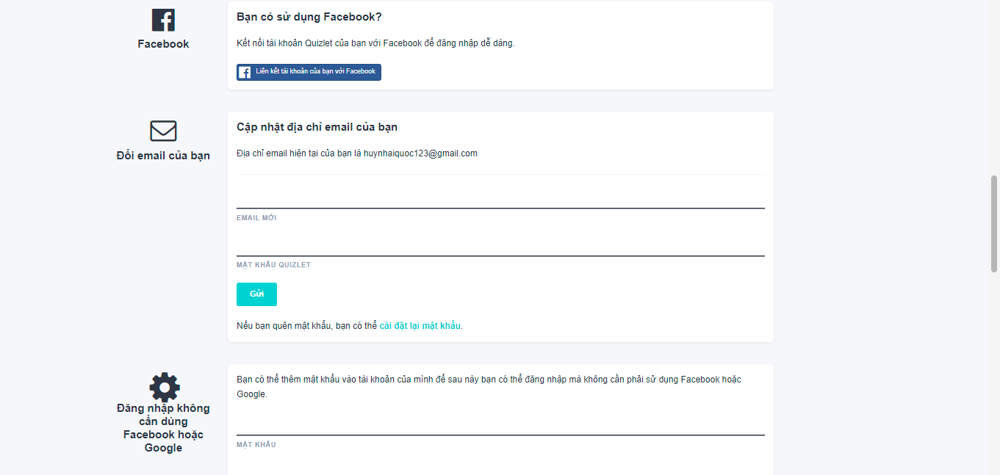 Facebook
Bạn có sử dụng Facebook?
Kết nối tài khoản Quizlet của bạn với Facebook để đăng nhập dễ dàng.
Liên kết tài khoản của bạn với Facebook
Đổi email của bạn
Cập nhật địa chỉ email của bạn
Địa chỉ email hiện tại của bạn là huynhaiquoc123@gmail.com
EMAIL MỚI
MẬT KHẨU QUIZLET
Gửi
Nếu bạn quên mật khẩu, bạn có thể cài đặt lại mật khẩu.
Đăng nhập không
cần dùng
Facebook hoặc
Google
Bạn có thể thêm mật khẩu vào tài khoản của mình để sau này bạn có thể đăng nhập mà không cần phải sử dụng Facebook hoặc
Google.
MẬT KHẨU